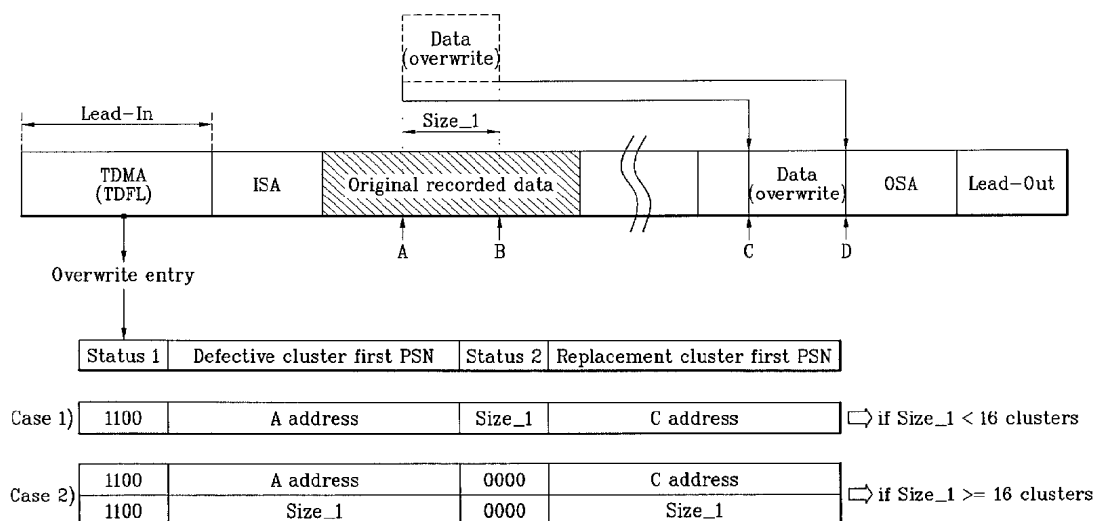 Data
(overwrite)
Lead-In
Size_1
TDMA
(TDFL)
ISA
Original recorded data
Data
(overwrite)
OSA
Lead-Out
A
B
C
D
Overwrite entry
Status 1
Defective cluster first PSN
Status 2
Replacement cluster first PSN
Case 1)
1100
A address
Size_1
C address
if Size_1 < 16 clusters
Case 2)
1100
A address
0000
C address
if Size_1 >= 16 clusters
1100
Size_1
0000
Size_1